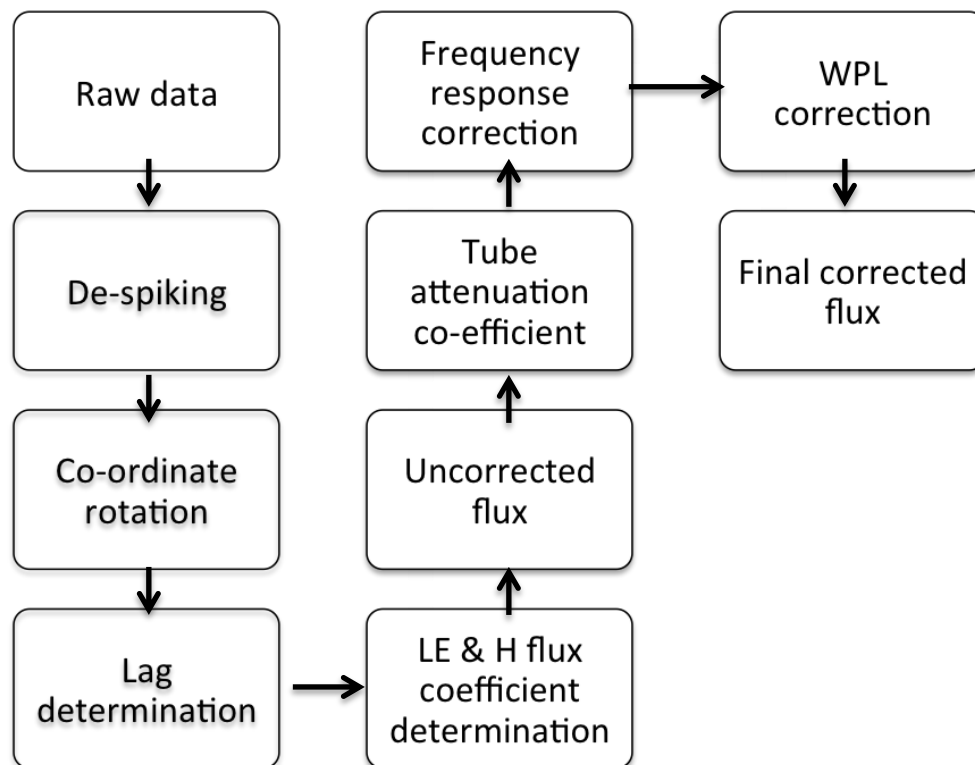 Raw data
De-spiking
Co-ordinate
rotation
Lag
determination
LE & H flux
coefficient
determination
Uncorrected
flux
Tube
attenuation
co-efficient
Frequency
response
correction
WPL
correction
Final corrected
flux